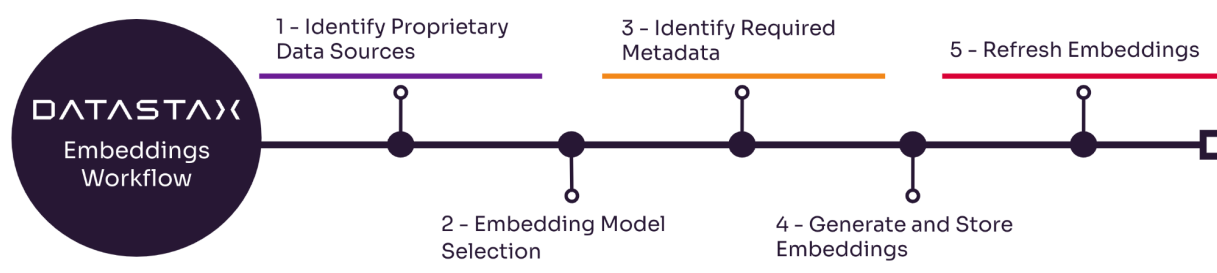 DATASTAX
Embeddings
Workflow
1 - Identify Proprietary
Data Sources
2 - Embedding Model
Selection
3 - Identify Required
Metadata
4 - Generate and Store
Embeddings
5 - Refresh Embeddings